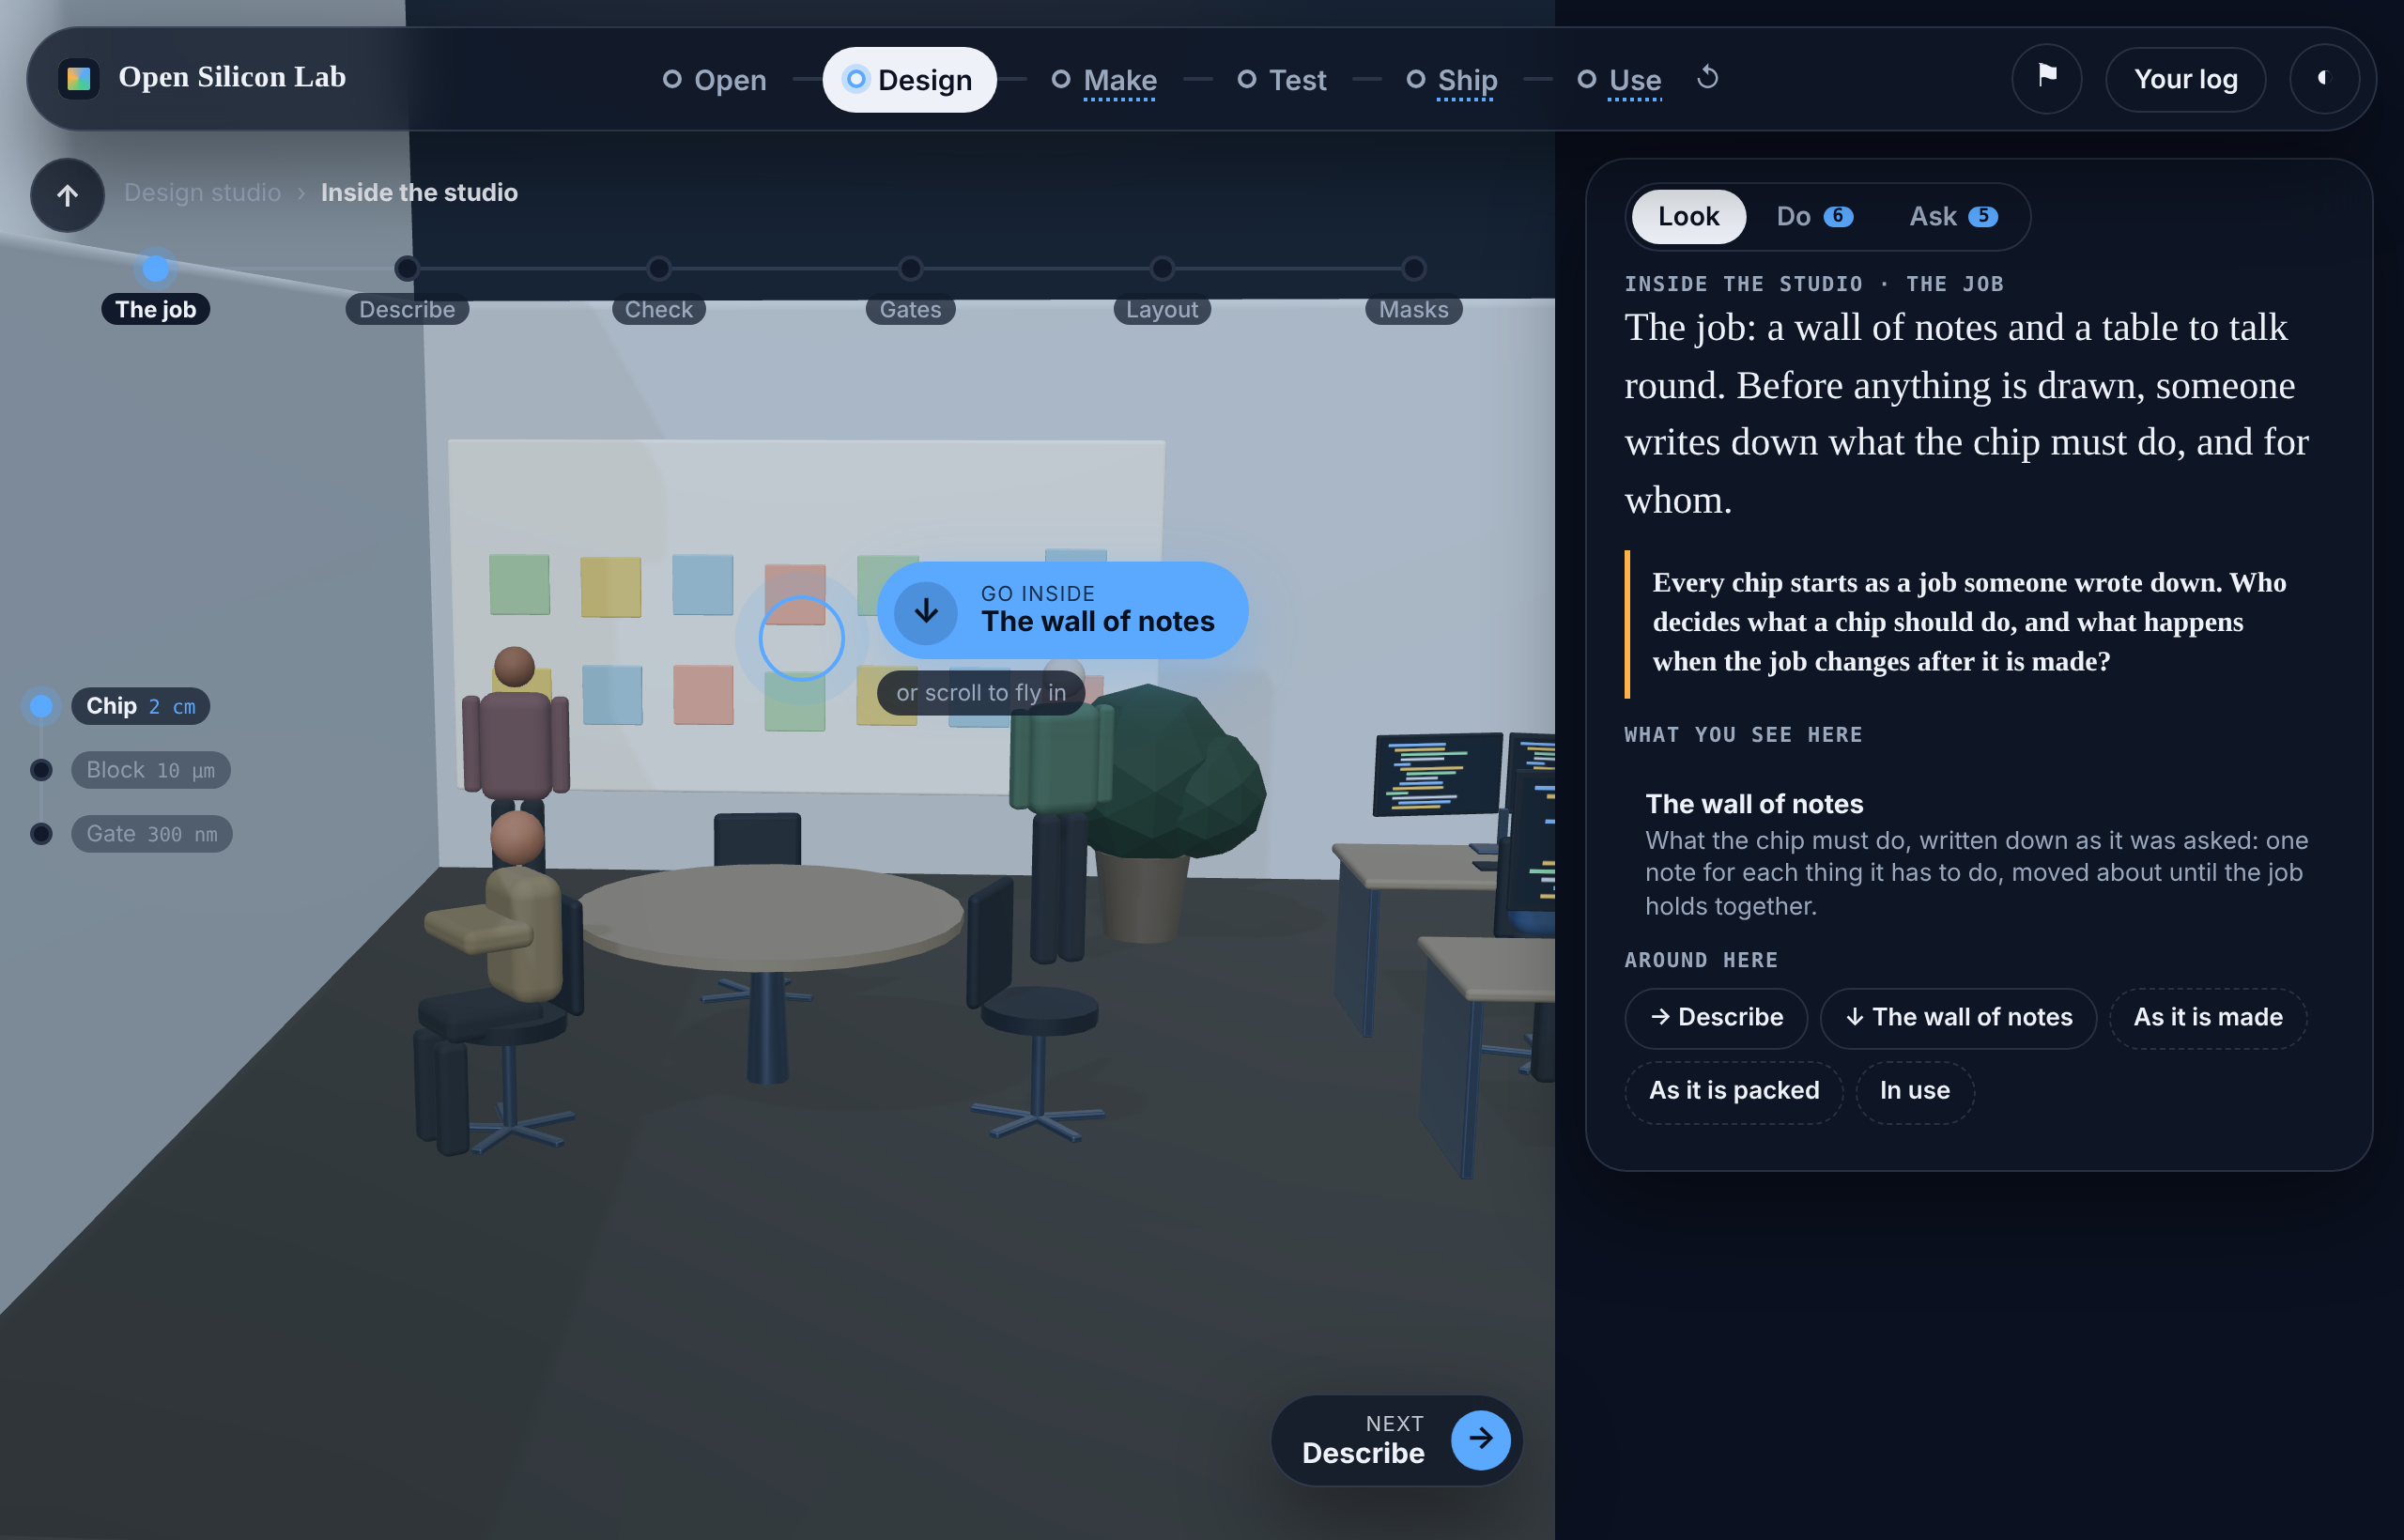 Open Silicon Lab
Open
Design
Make
Test
Ship
Use
Your log
Design studio › Inside the studio
The job
Describe
Check
Gates
Layout
Masks
GO INSIDE
The wall of notes
or scroll to fly in
Chip 2 cm
Block 10 µm
Gate 300 nm
NEXT
Describe
Look
Do 6
Ask 5
INSIDE THE STUDIO · THE JOB
The job: a wall of notes and a table to talk
round. Before anything is drawn, someone
writes down what the chip must do, and for
whom.
Every chip starts as a job someone wrote down. Who
decides what a chip should do, and what happens
when the job changes after it is made?
WHAT YOU SEE HERE
The wall of notes
What the chip must do, written down as it was asked: one
note for each thing it has to do, moved about until the job
holds together.
AROUND HERE
→ Describe
↓ The wall of notes
As it is made
As it is packed
In use